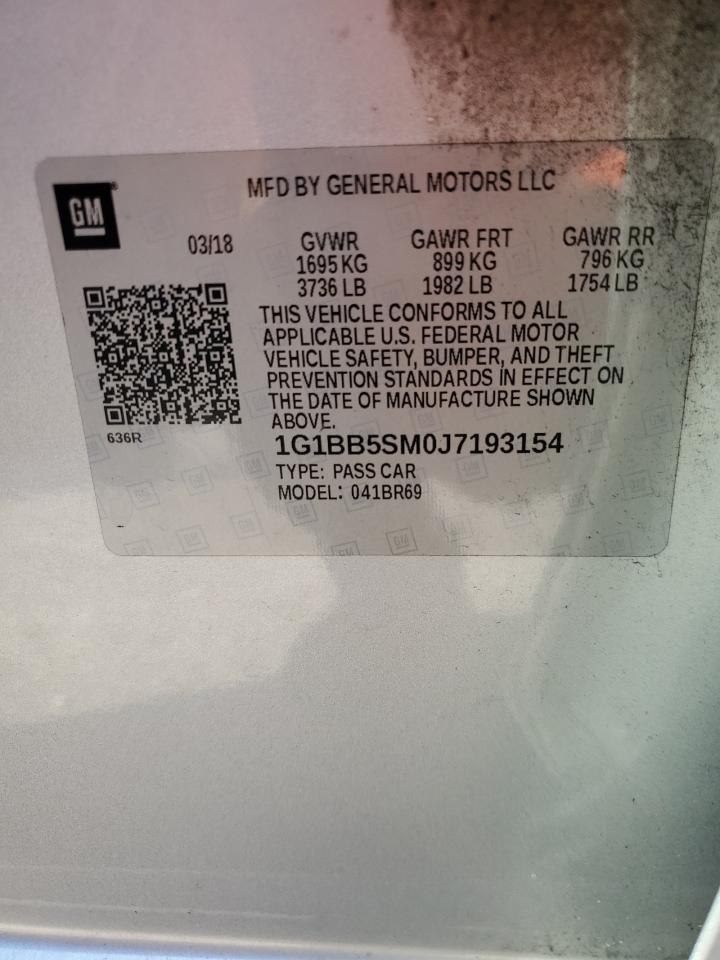 MFD BY GENERAL MOTORS LLC
GM
03/18 GVWR GAWR FRT GAWR RR
1695 KG 899 KG 796 KG
3736 LB 1982 LB 1754 LB
THIS VEHICLE CONFORMS TO ALL
APPLICABLE U.S. FEDERAL MOTOR
VEHICLE SAFETY, BUMPER, AND THEFT
PREVENTION STANDARDS IN EFFECT ON
THE DATE OF MANUFACTURE SHOWN
ABOVE.
636R
1G1BB5SM0J7193154
TYPE: PASS CAR
MODEL: 041BR69